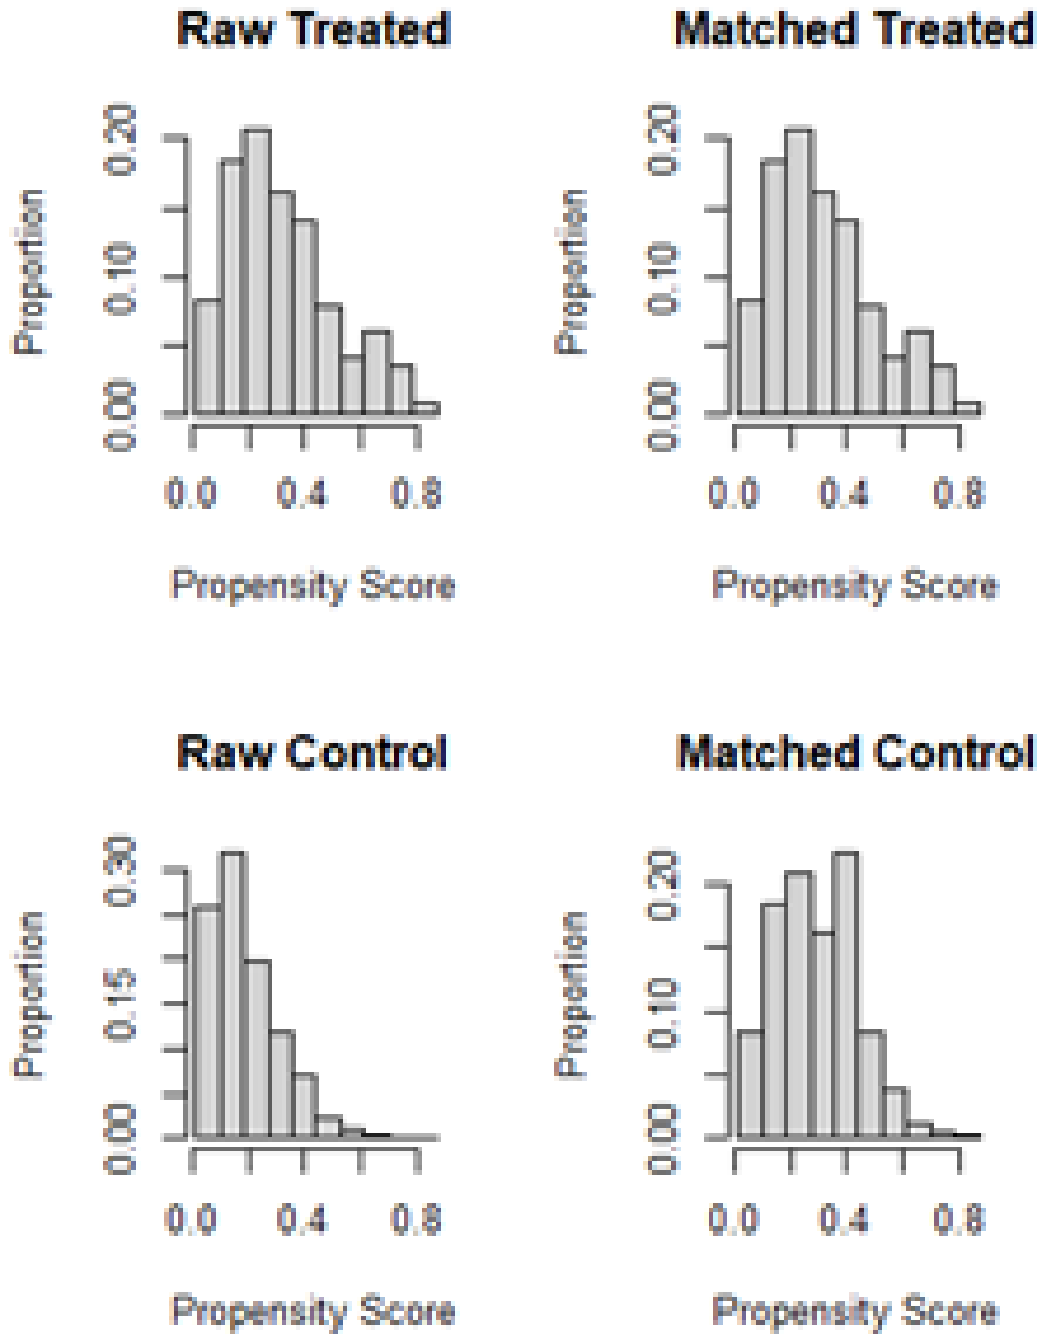 Raw Treated
Proportion
0.00 0.10 0.20
0.0 0.4 0.8
Propensity Score
Matched Treated
Proportion
0.00 0.10 0.20
0.0 0.4 0.8
Propensity Score
Raw Control
Proportion
0.00 0.15 0.30
0.0 0.4 0.8
Propensity Score
Matched Control
Proportion
0.00 0.10 0.20
0.0 0.4 0.8
Propensity Score